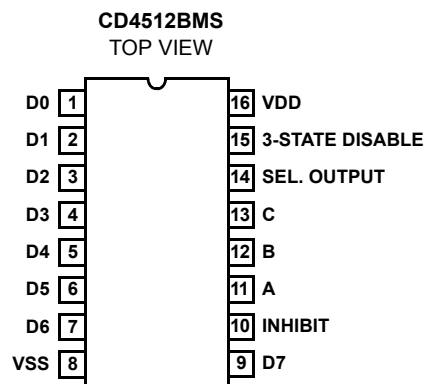 CD4512BMS
TOP VIEW
D0 1 16 VDD
D1 2 15 3-STATE DISABLE
D2 3 14 SEL. OUTPUT
D3 4 13 C
D4 5 12 B
D5 6 11 A
D6 7 10 INHIBIT
VSS 8 9 D7